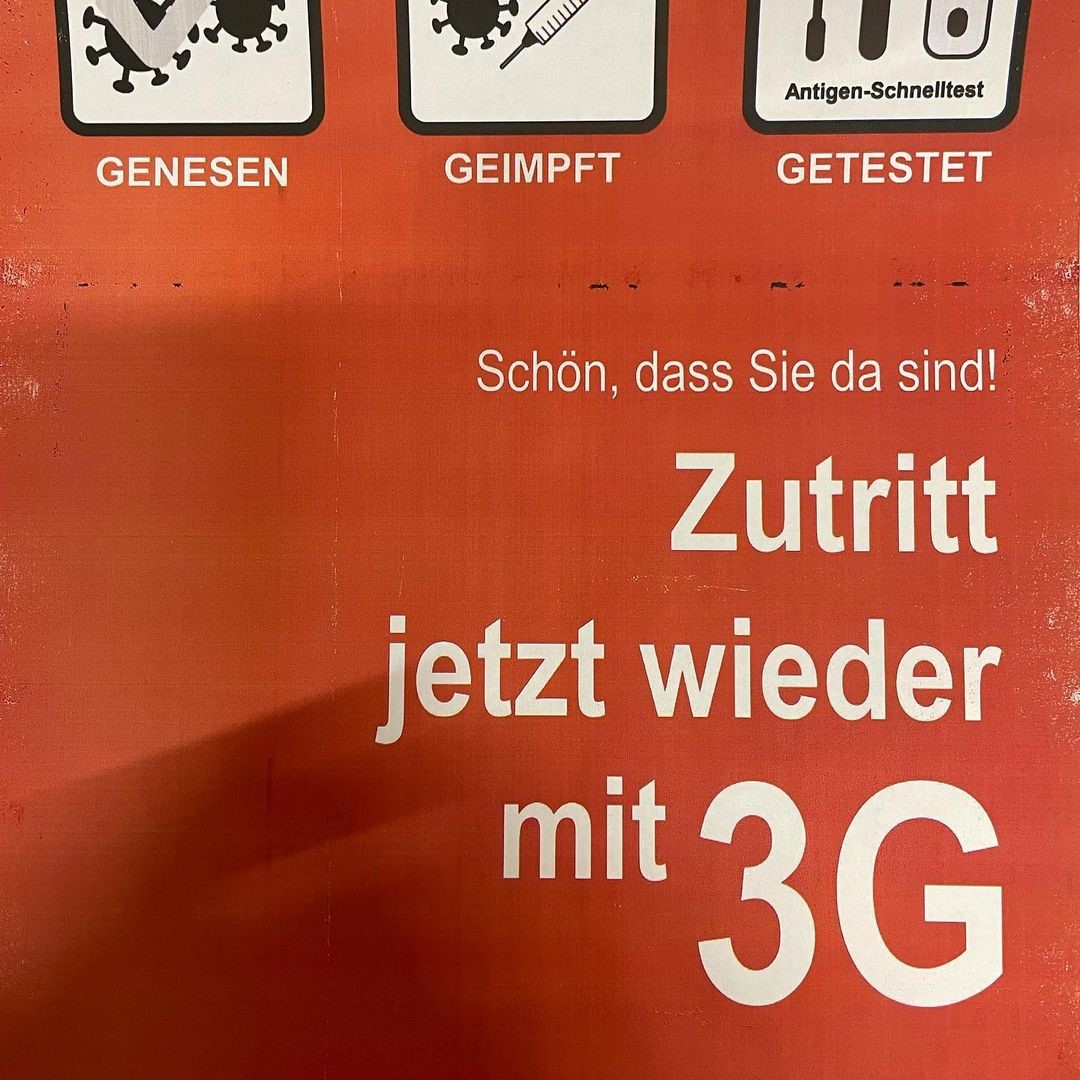 Antigen-Schnelltest
GENESEN GEIMPFT GETESTET
Schön, dass Sie da sind!
Zutritt
jetzt wieder
mit 3G